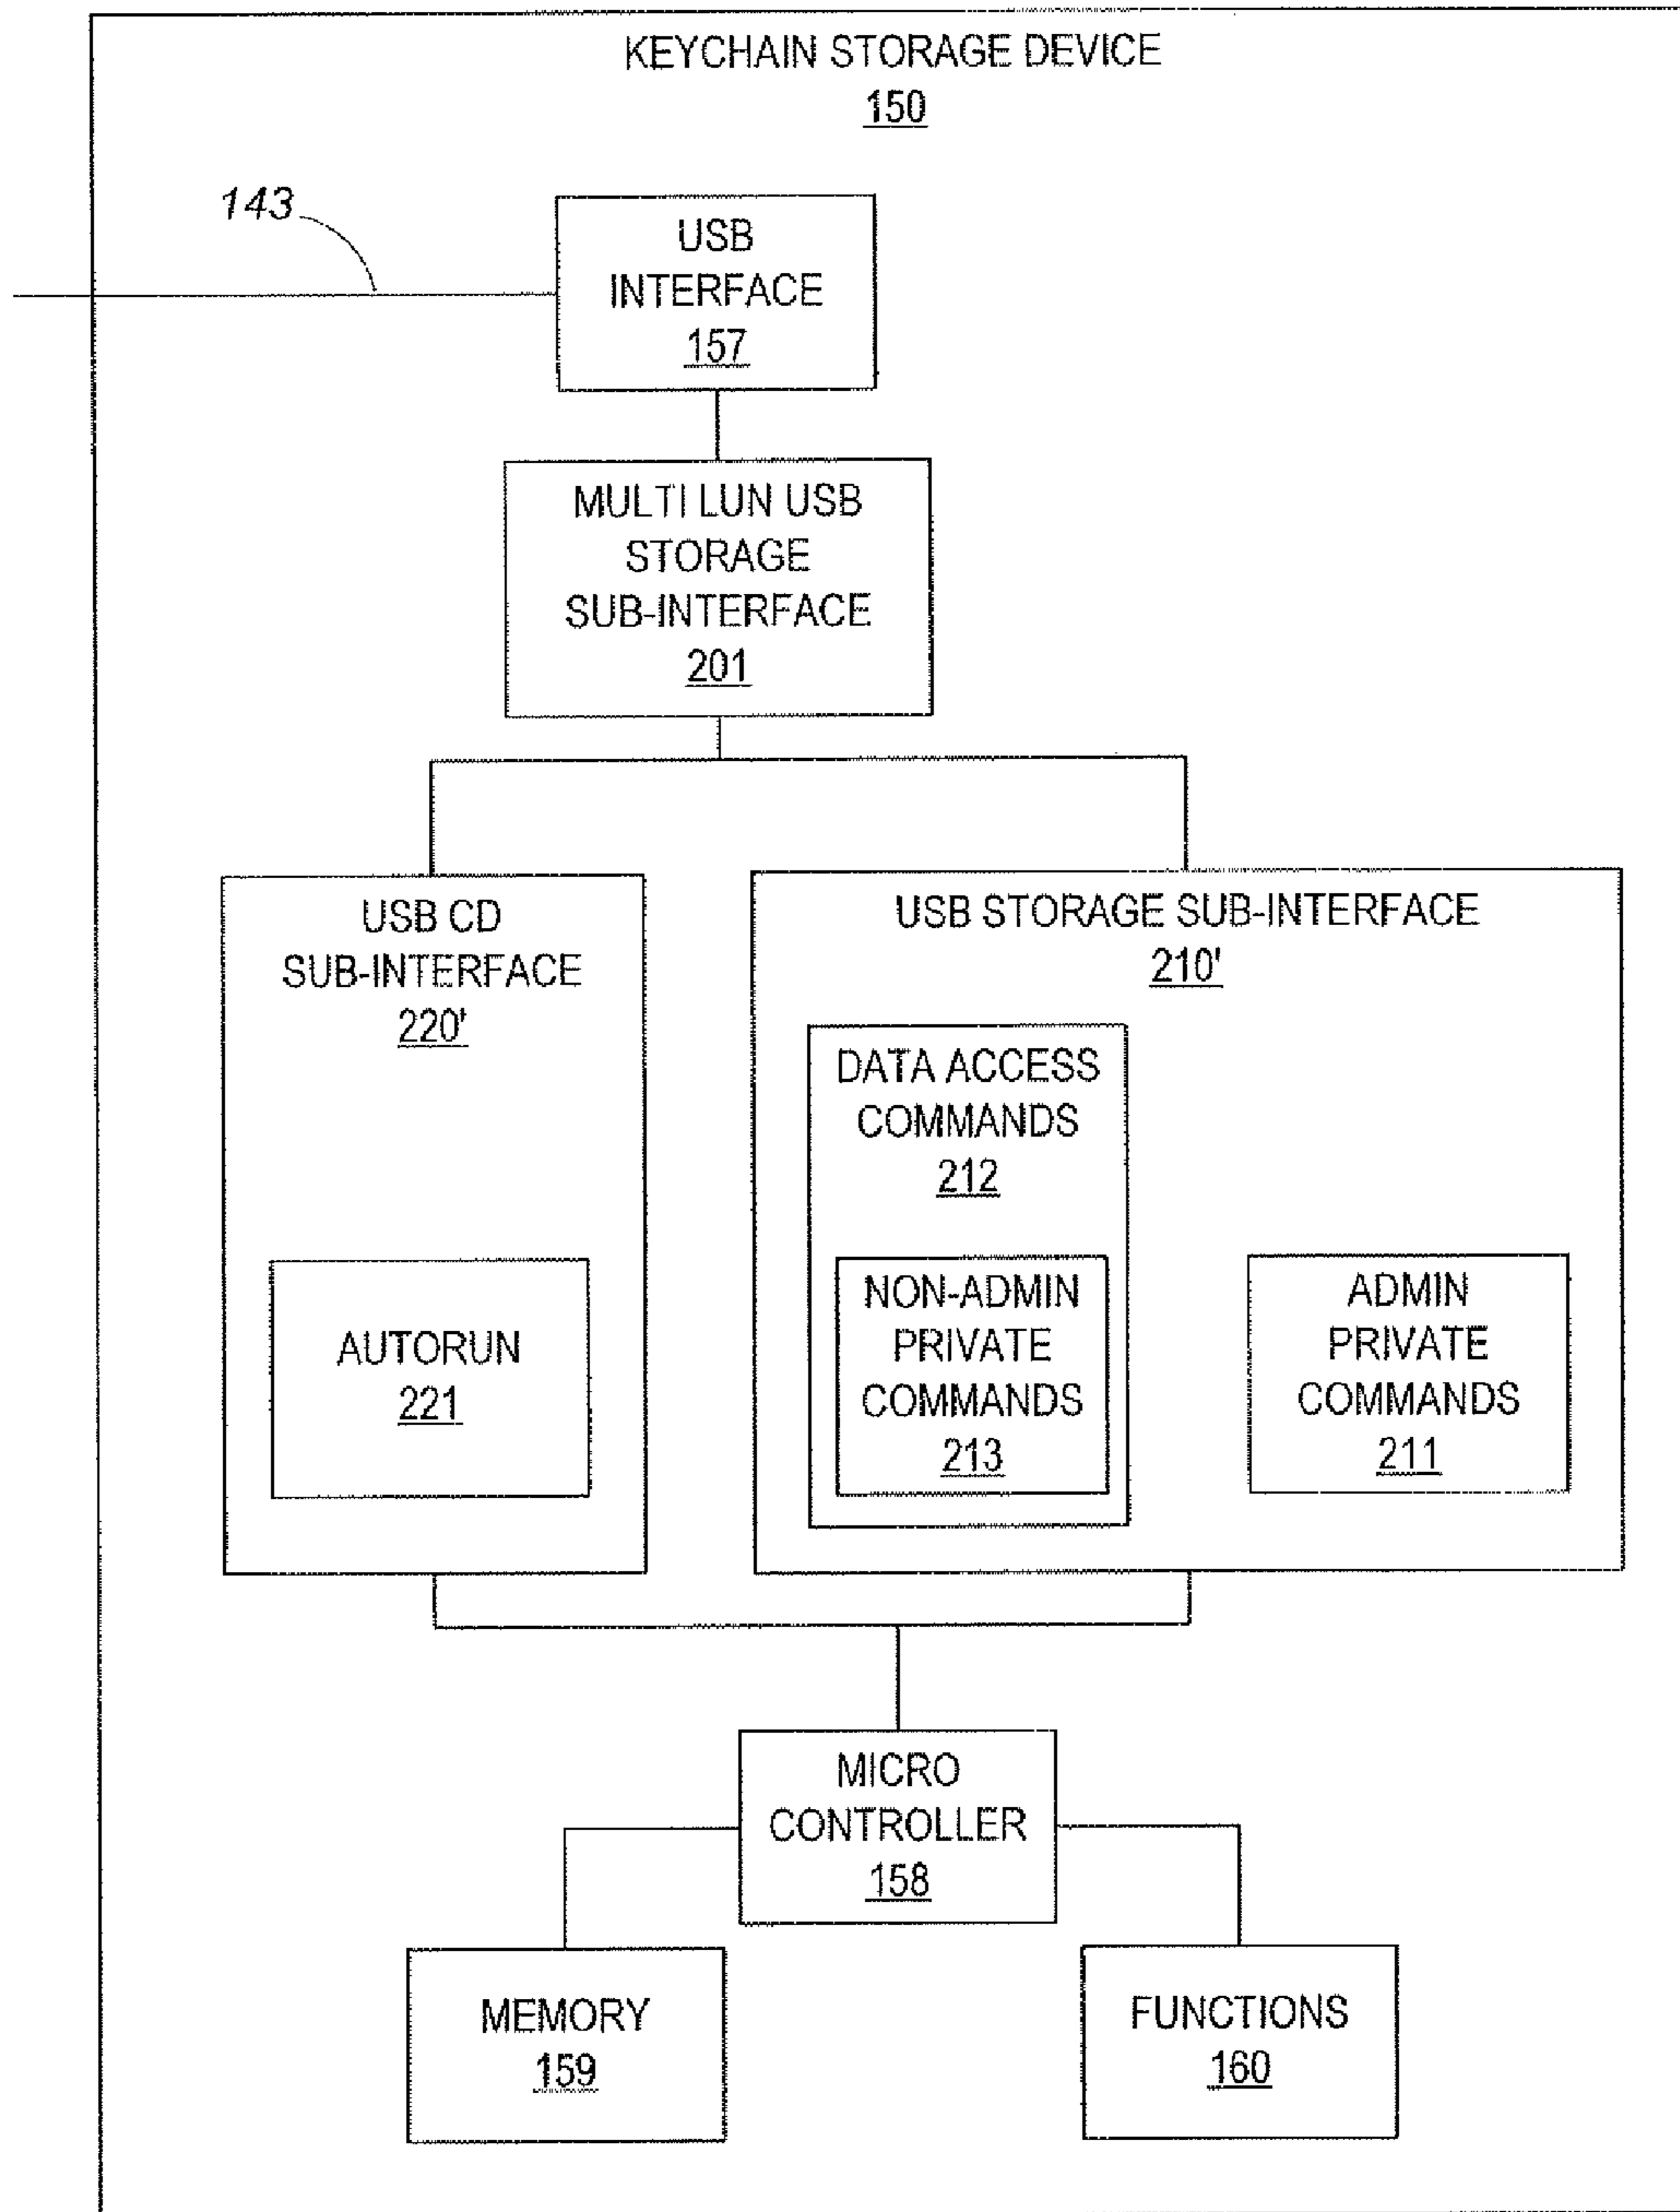 KEYCHAIN STORAGE DEVICE
150
143
USB
INTERFACE
157
MULTI LUN USB
STORAGE
SUB-INTERFACE
201
USB CD
SUB-INTERFACE
220'
AUTORUN
221
USB STORAGE SUB-INTERFACE
210'
DATA ACCESS
COMMANDS
212
NON-ADMIN
PRIVATE
COMMANDS
213
ADMIN
PRIVATE
COMMANDS
211
MICRO
CONTROLLER
158
MEMORY
159
FUNCTIONS
160